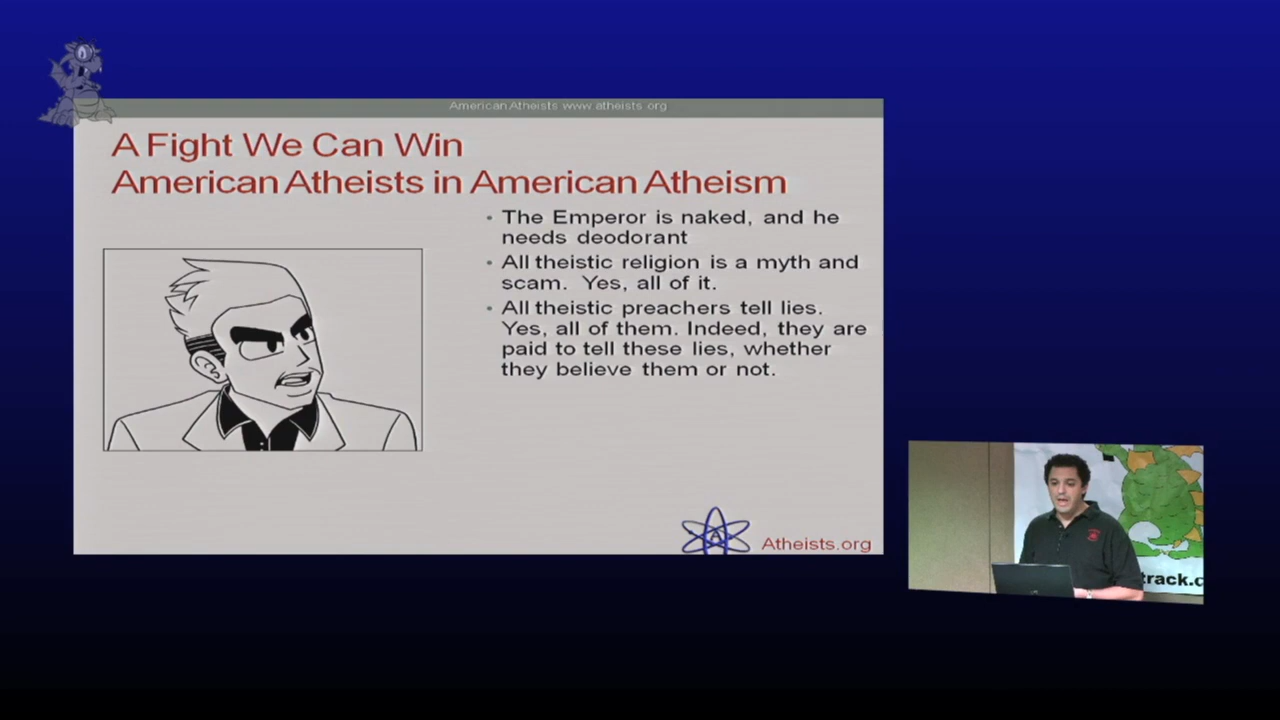 American Atheists www atheists org
A Fight We Can Win
American Atheists in American Atheism
• The Emperor is naked, and he
needs deodorant
• All theistic religion is a myth and
scam. Yes, all of it.
• All theistic preachers tell lies.
Yes, all of them. Indeed, they are
paid to tell these lies, whether
they believe them or not.
A
Atheists.org
track.c